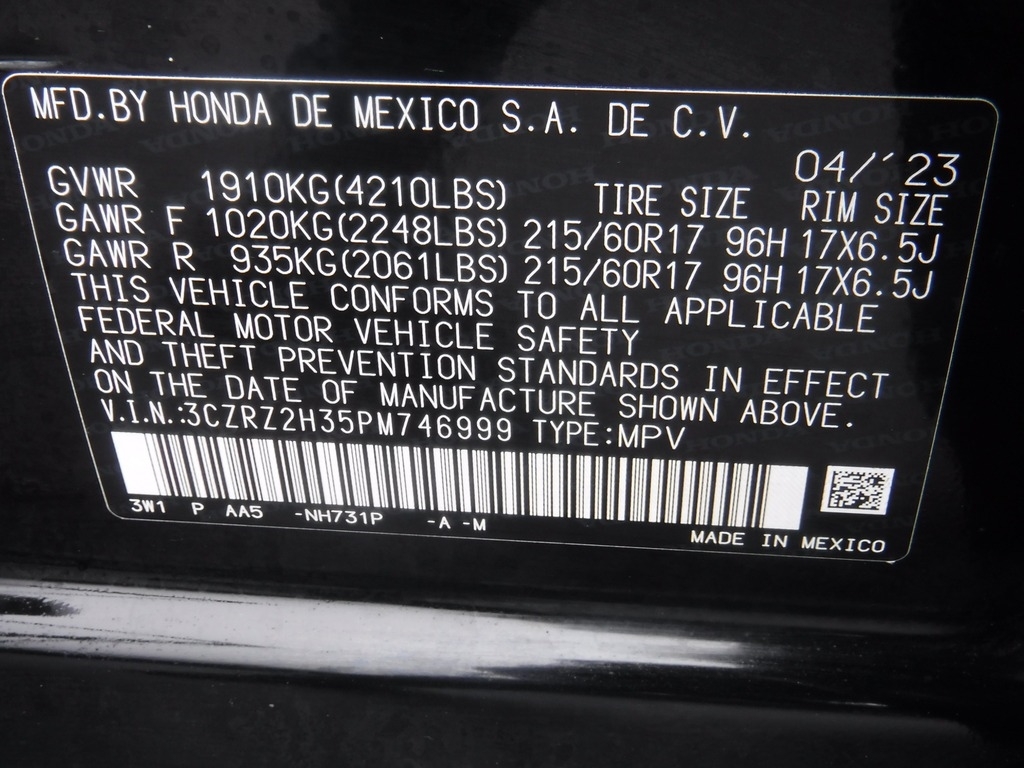 MFD.BY HONDA DE MEXICO S.A. DE C.V.
04/´23
GVWR 1910KG(4210LBS) TIRE SIZE RIM SIZE
GAWR F 1020KG(2248LBS) 215/60R17 96H 17X6.5J
GAWR R 935KG(2061LBS) 215/60R17 96H 17X6.5J
THIS VEHICLE CONFORMS TO ALL APPLICABLE
FEDERAL MOTOR VEHICLE SAFETY
AND THEFT PREVENTION STANDARDS IN EFFECT
ON THE DATE OF MANUFACTURE SHOWN ABOVE.
V.I.N.:3CZRZ2H35PM746999 TYPE:MPV
3W1 P AA5 -NH731P -A -M
MADE IN MEXICO